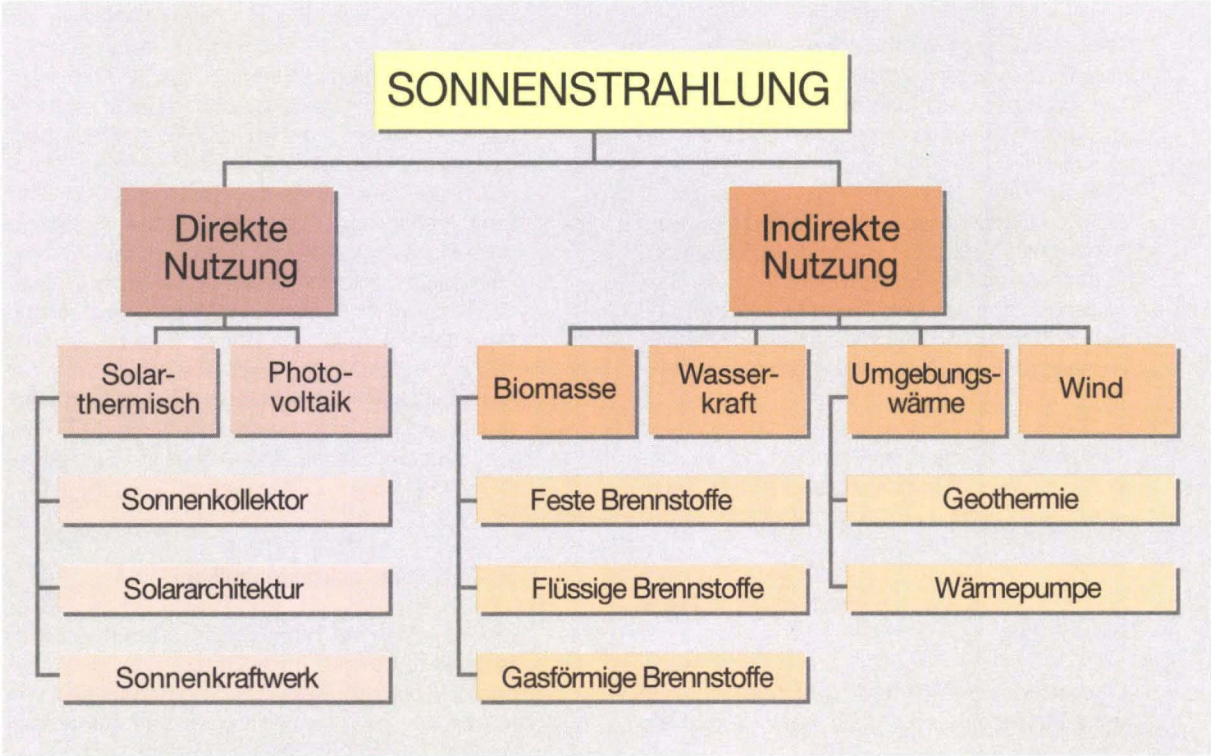 SONNENSTRAHLUNG
Direkte
Nutzung
Indirekte
Nutzung
Solar-
thermisch
Photo-
voltaik
Biomasse
Wasser-
kraft
Umgebungs-
wärme
Wind
Sonnenkollektor
Feste Brennstoffe
Geothermie
Solararchitektur
Flüssige Brennstoffe
Wärmepumpe
Sonnenkraftwerk
Gasförmige Brennstoffe